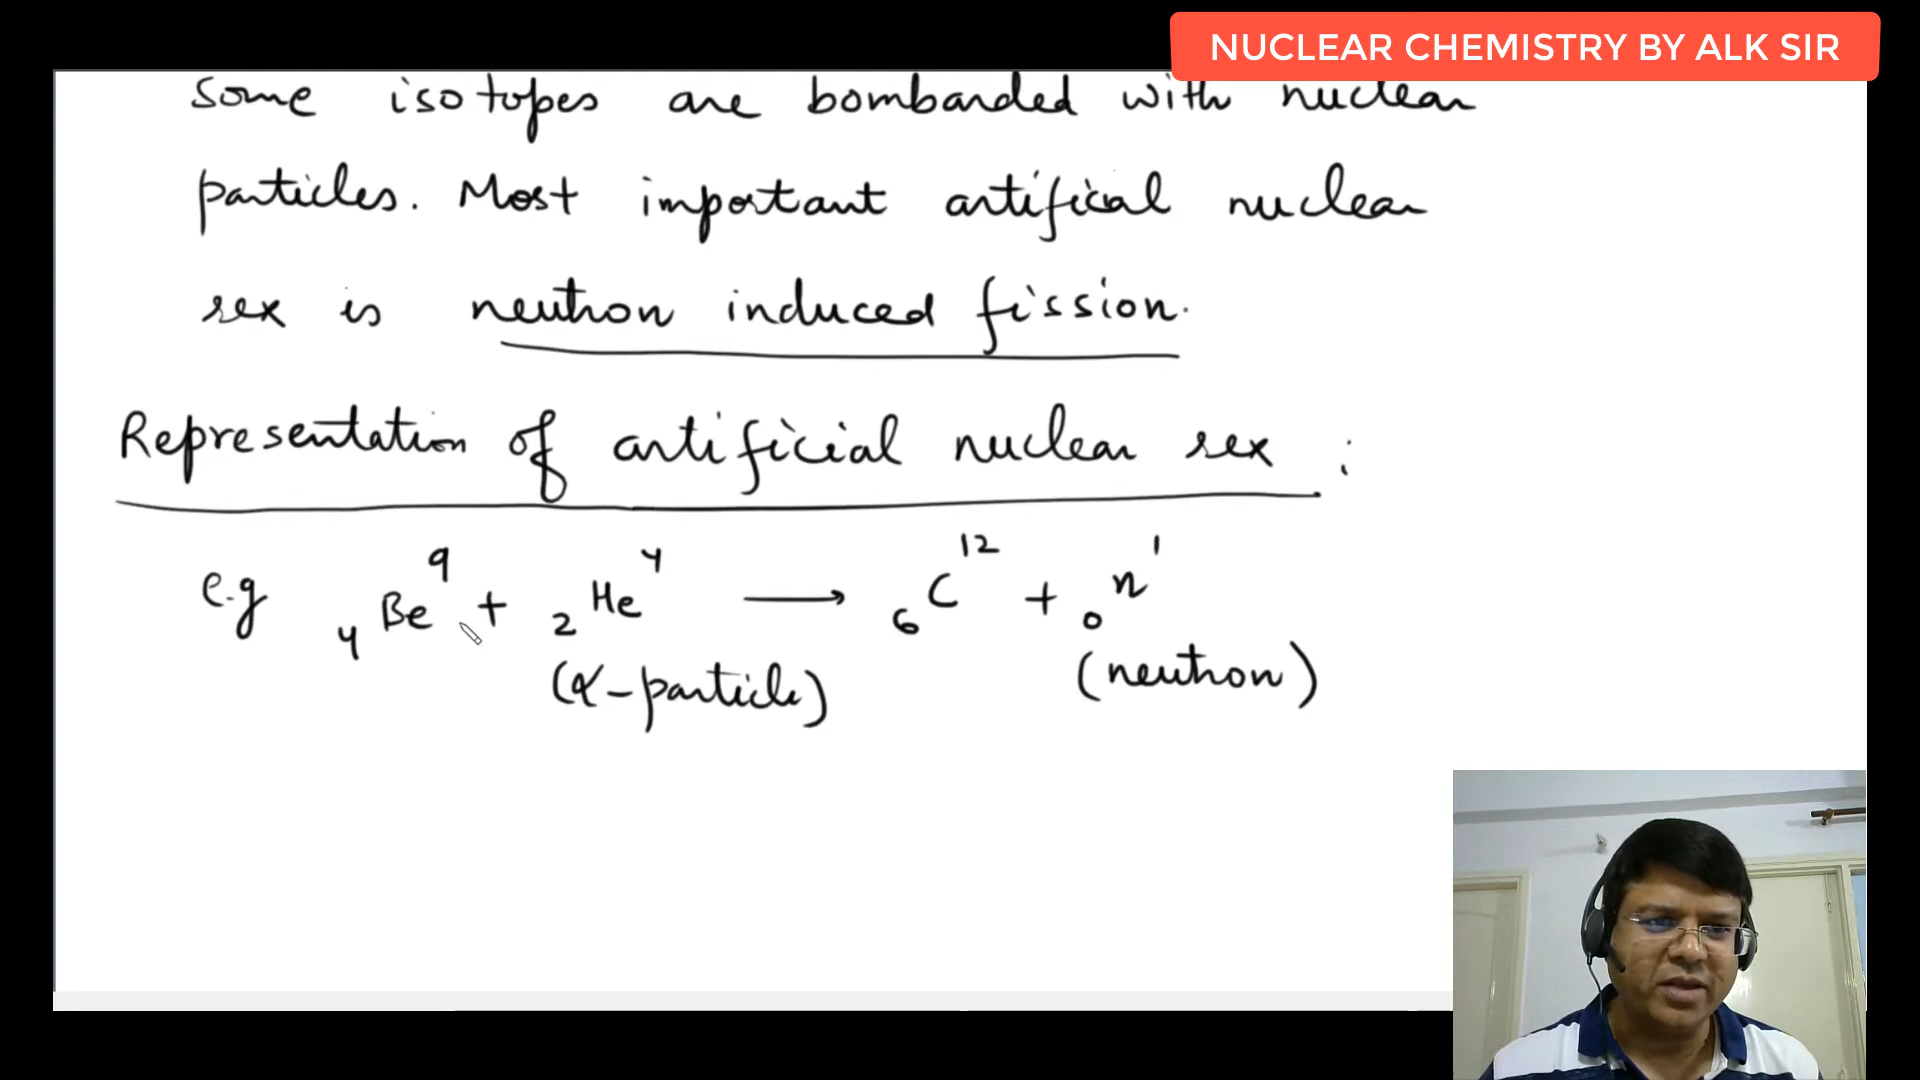 NUCLEAR CHEMISTRY BY ALK SIR
Some isotopes are bombarded with nuclear
particles. Most important artifical nuclear
rex is neutron induced fission.
Representation of artificial nuclear rex :
e.g ₄Be⁹ + ₂He⁴ ⟶ ₆C¹² + ₀n¹
(α-particle) (neutron)